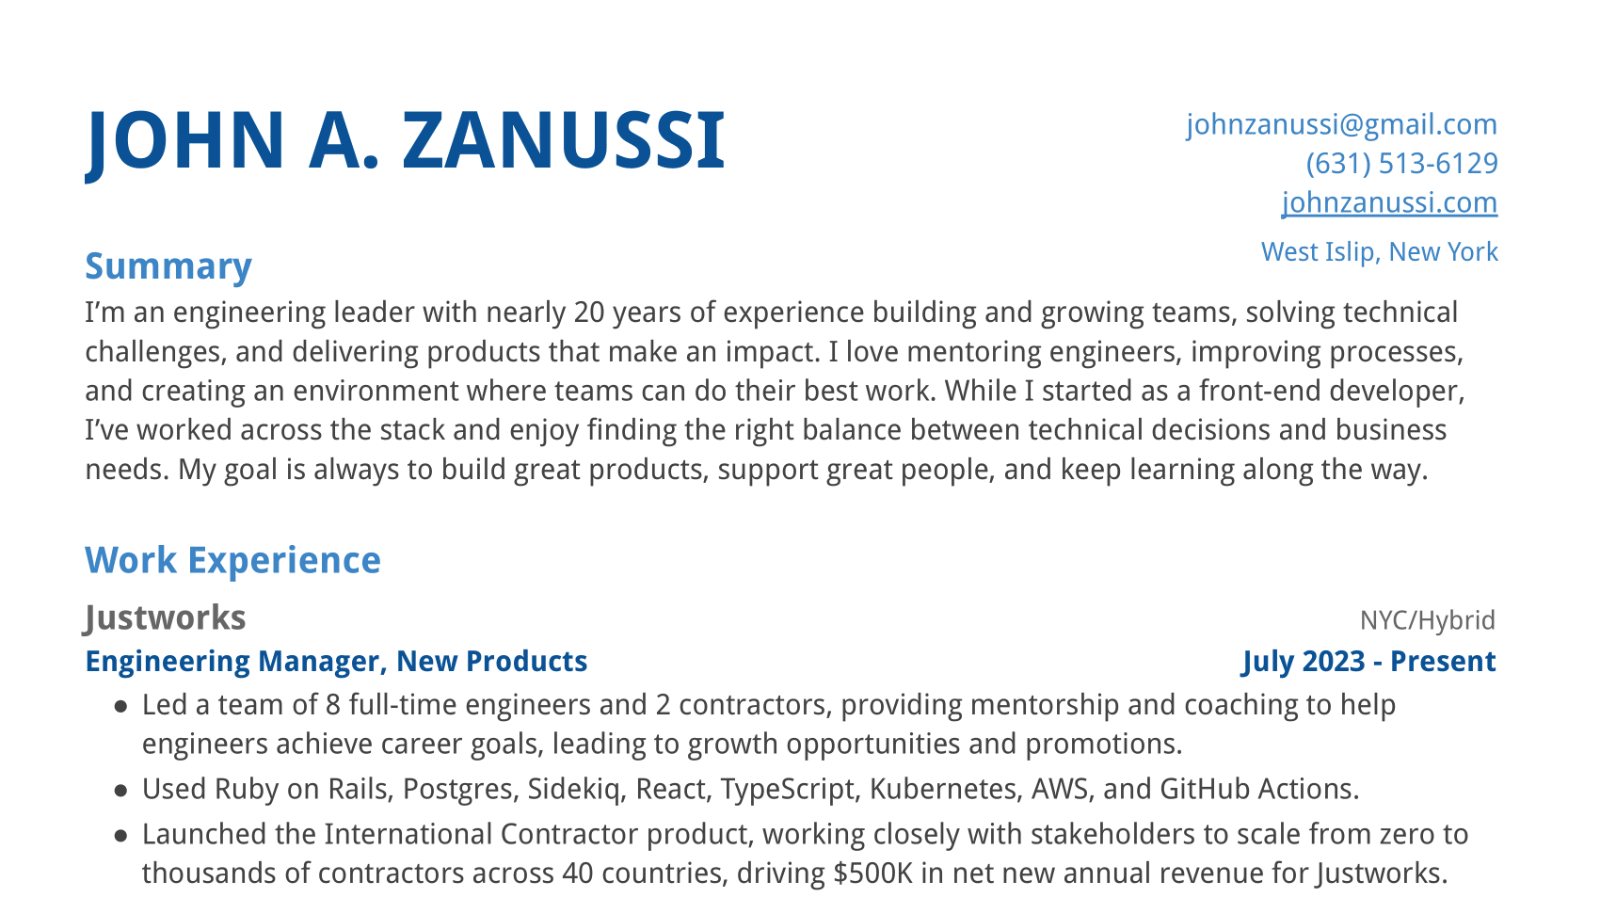 JOHN A. ZANUSSI
johnzanussi@gmail.com
(631) 513-6129
johnzanussi.com
West Islip, New York
Summary
I’m an engineering leader with nearly 20 years of experience building and growing teams, solving technical
challenges, and delivering products that make an impact. I love mentoring engineers, improving processes,
and creating an environment where teams can do their best work. While I started as a front-end developer,
I’ve worked across the stack and enjoy finding the right balance between technical decisions and business
needs. My goal is always to build great products, support great people, and keep learning along the way.
Work Experience
Justworks NYC/Hybrid
Engineering Manager, New Products July 2023 - Present
● Led a team of 8 full-time engineers and 2 contractors, providing mentorship and coaching to help
engineers achieve career goals, leading to growth opportunities and promotions.
● Used Ruby on Rails, Postgres, Sidekiq, React, TypeScript, Kubernetes, AWS, and GitHub Actions.
● Launched the International Contractor product, working closely with stakeholders to scale from zero to
thousands of contractors across 40 countries, driving $500K in net new annual revenue for Justworks.